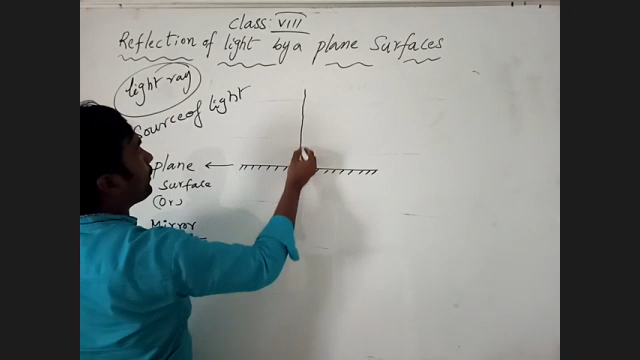 class: VIII
Reflection of light by a plane Surfaces
light ray
Source of light
plane
surface
(Or)
Mirror